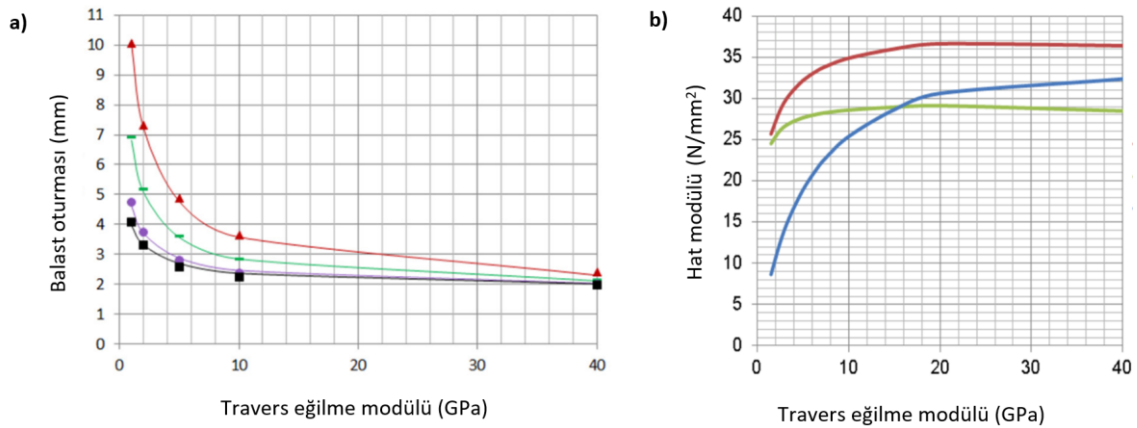 a)
Balast oturması (mm)
11
10
9
8
7
6
5
4
3
2
1
0
0 10 20 30 40
Travers eğilme modülü (GPa)
b)
Hat modülü (N/mm²)
40
35
30
25
20
15
10
5
0
0 10 20 30 40
Travers eğilme modülü (GPa)